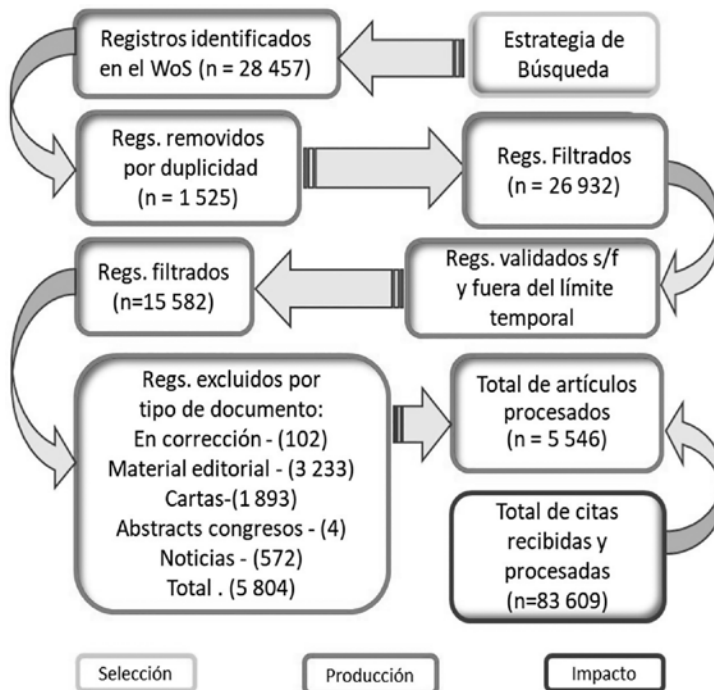 Estrategia de
Búsqueda
Registros identificados
en el WoS (n = 28 457)
Regs. removidos
por duplicidad
(n = 1 525)
Regs. Filtrados
(n = 26 932)
Regs. validados s/f
y fuera del límite
temporal
Regs. filtrados
(n=15 582)
Regs. excluidos por
tipo de documento:
En corrección - (102)
Material editorial - (3 233)
Cartas-(1 893)
Abstracts congresos - (4)
Noticias - (572)
Total . (5 804)
Total de artículos
procesados
(n = 5 546)
Total de citas
recibidas y
procesadas
(n=83 609)
Selección
Producción
Impacto